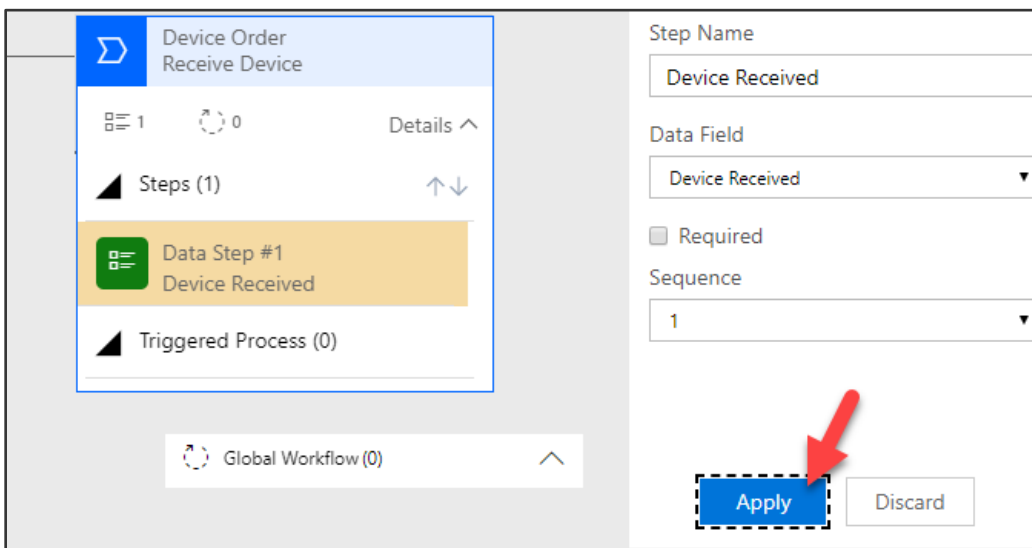 Device Order
Receive Device
1
0
Details
Steps (1)
Data Step #1
Device Received
Triggered Process (0)
Global Workflow (0)
Step Name
Device Received
Data Field
Device Received
Required
Sequence
1
Apply
Discard